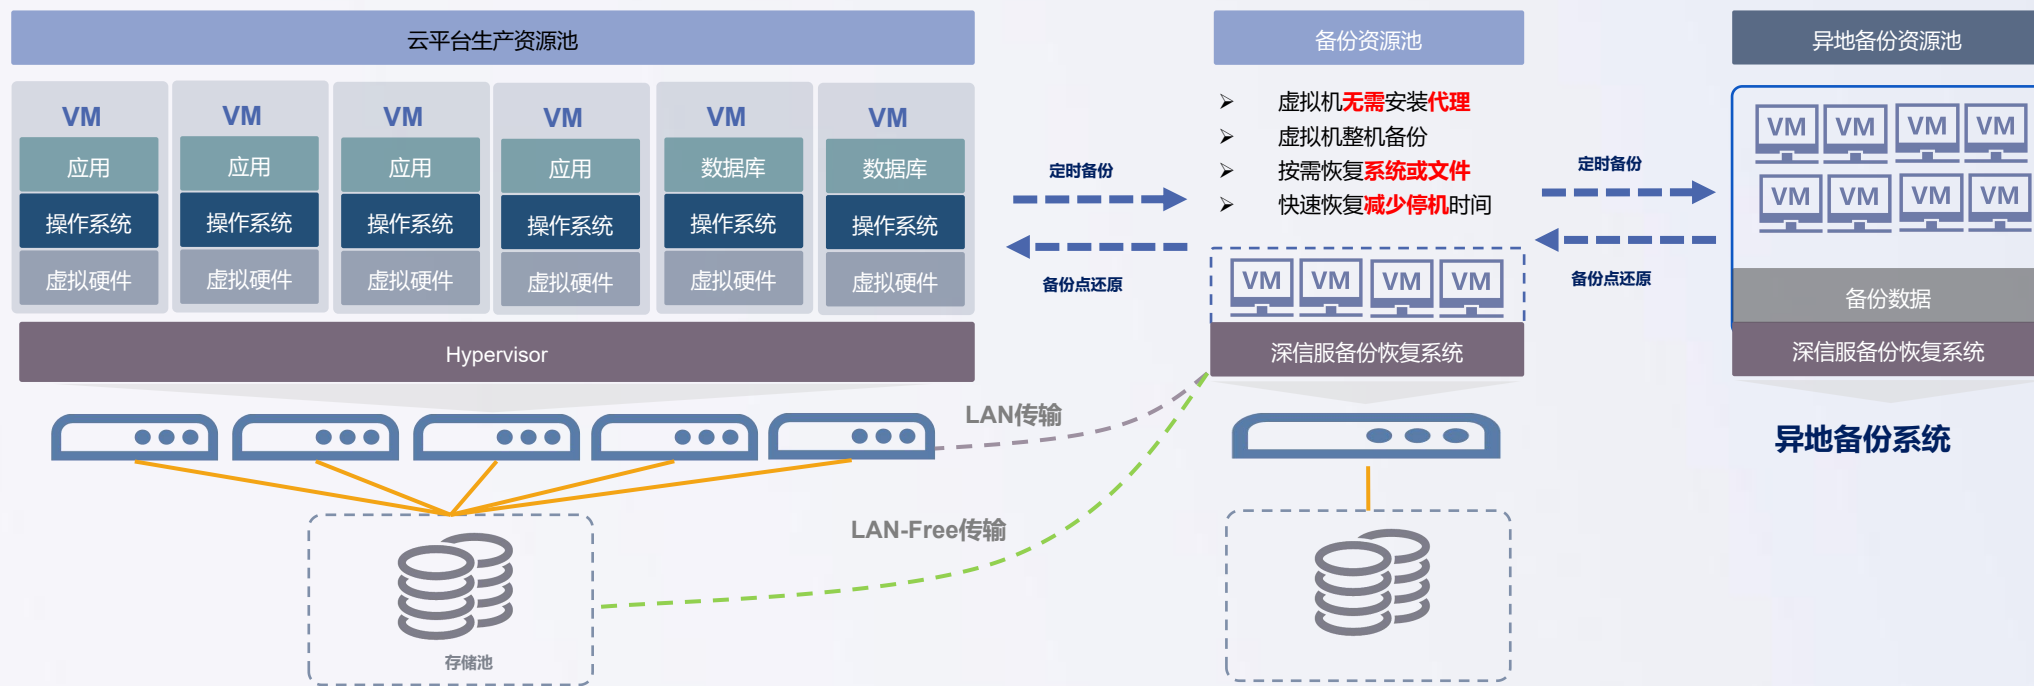 云平台生产资源池
VM
VM
VM
VM
VM
VM
应用
应用
应用
应用
数据库
数据库
操作系统
操作系统
操作系统
操作系统
操作系统
操作系统
虚拟硬件
虚拟硬件
虚拟硬件
虚拟硬件
虚拟硬件
虚拟硬件
Hypervisor
存储池
定时备份
备份点还原
LAN传输
LAN-Free传输
备份资源池
虚拟机无需安装代理
虚拟机整机备份
按需恢复系统或文件
快速恢复减少停机时间
VM
VM
VM
VM
深信服备份恢复系统
定时备份
备份点还原
异地备份资源池
VM
VM
VM
VM
VM
VM
VM
VM
备份数据
深信服备份恢复系统
异地备份系统